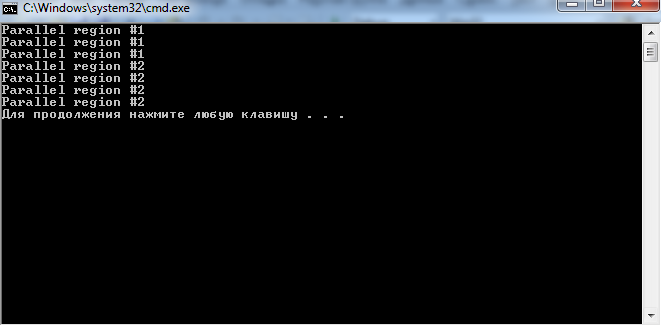 C:\Windows\system32\cmd.exe
Parallel region #1
Parallel region #1
Parallel region #1
Parallel region #2
Parallel region #2
Parallel region #2
Parallel region #2
Для продолжения нажмите любую клавишу . . .